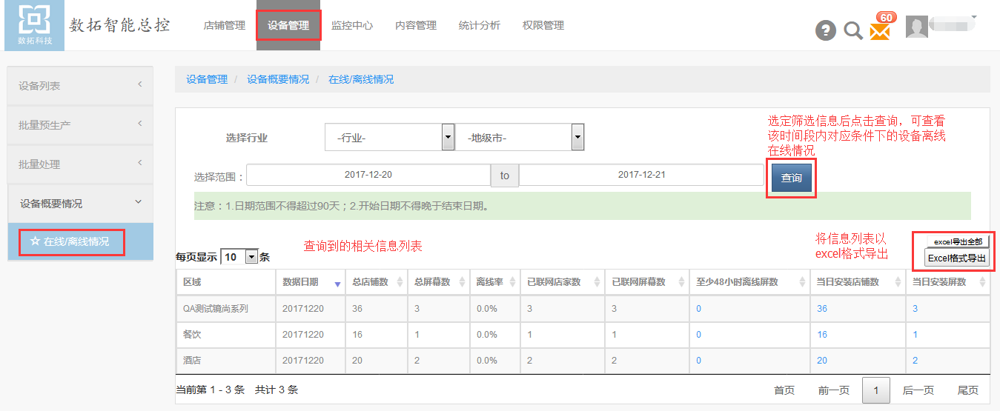 数拓科技
数拓智能总控
店铺管理 设备管理 监控中心 内容管理 统计分析 权限管理
60
设备列表
批量预生产
批量处理
设备概要情况
在线/离线情况
设备管理 / 设备概要情况 / 在线/离线情况
选择行业 -行业- -地级市-
选定筛选信息后点击查询，可查看
该时间段内对应条件下的设备离线
在线情况
选择范围： 2017-12-20 to 2017-12-21 查询
注意：1.日期范围不得超过90天；2.开始日期不得晚于结束日期。
查询到的相关信息列表
将信息列表以
excel格式导出
excel导出全部
Excel格式导出
每页显示 10 条
区域 数据日期 总店铺数 总屏幕数 离线率 已联网店家数 已联网屏幕数 至少48小时离线屏数 当日安装店铺数 当日安装屏数
QA测试镜尚系列 20171220 36 3 0.0% 3 3 0 36 3
餐饮 20171220 16 1 0.0% 1 1 0 16 1
酒店 20171220 20 2 0.0% 2 2 0 20 2
当前第 1 - 3 条 共计 3 条
首页 前一页 1 后一页 尾页